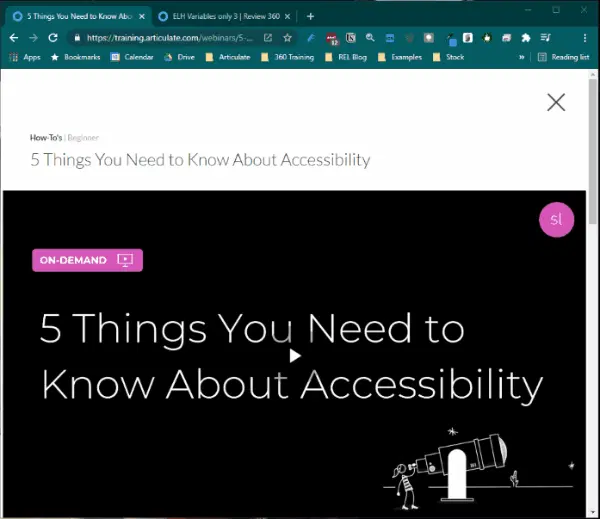 5 Things You Need to Know Abo
ELH Variables only 3 | Review 360
https://training.articulate.com/webinars/5-...
Apps
Bookmarks
Calendar
Drive
Articulate
360 Training
REL Blog
Examples
Stock
»
Reading list
How-To's | Beginner
5 Things You Need to Know About Accessibility
sl
ON-DEMAND
5 Things You Need to
Know About Accessibility